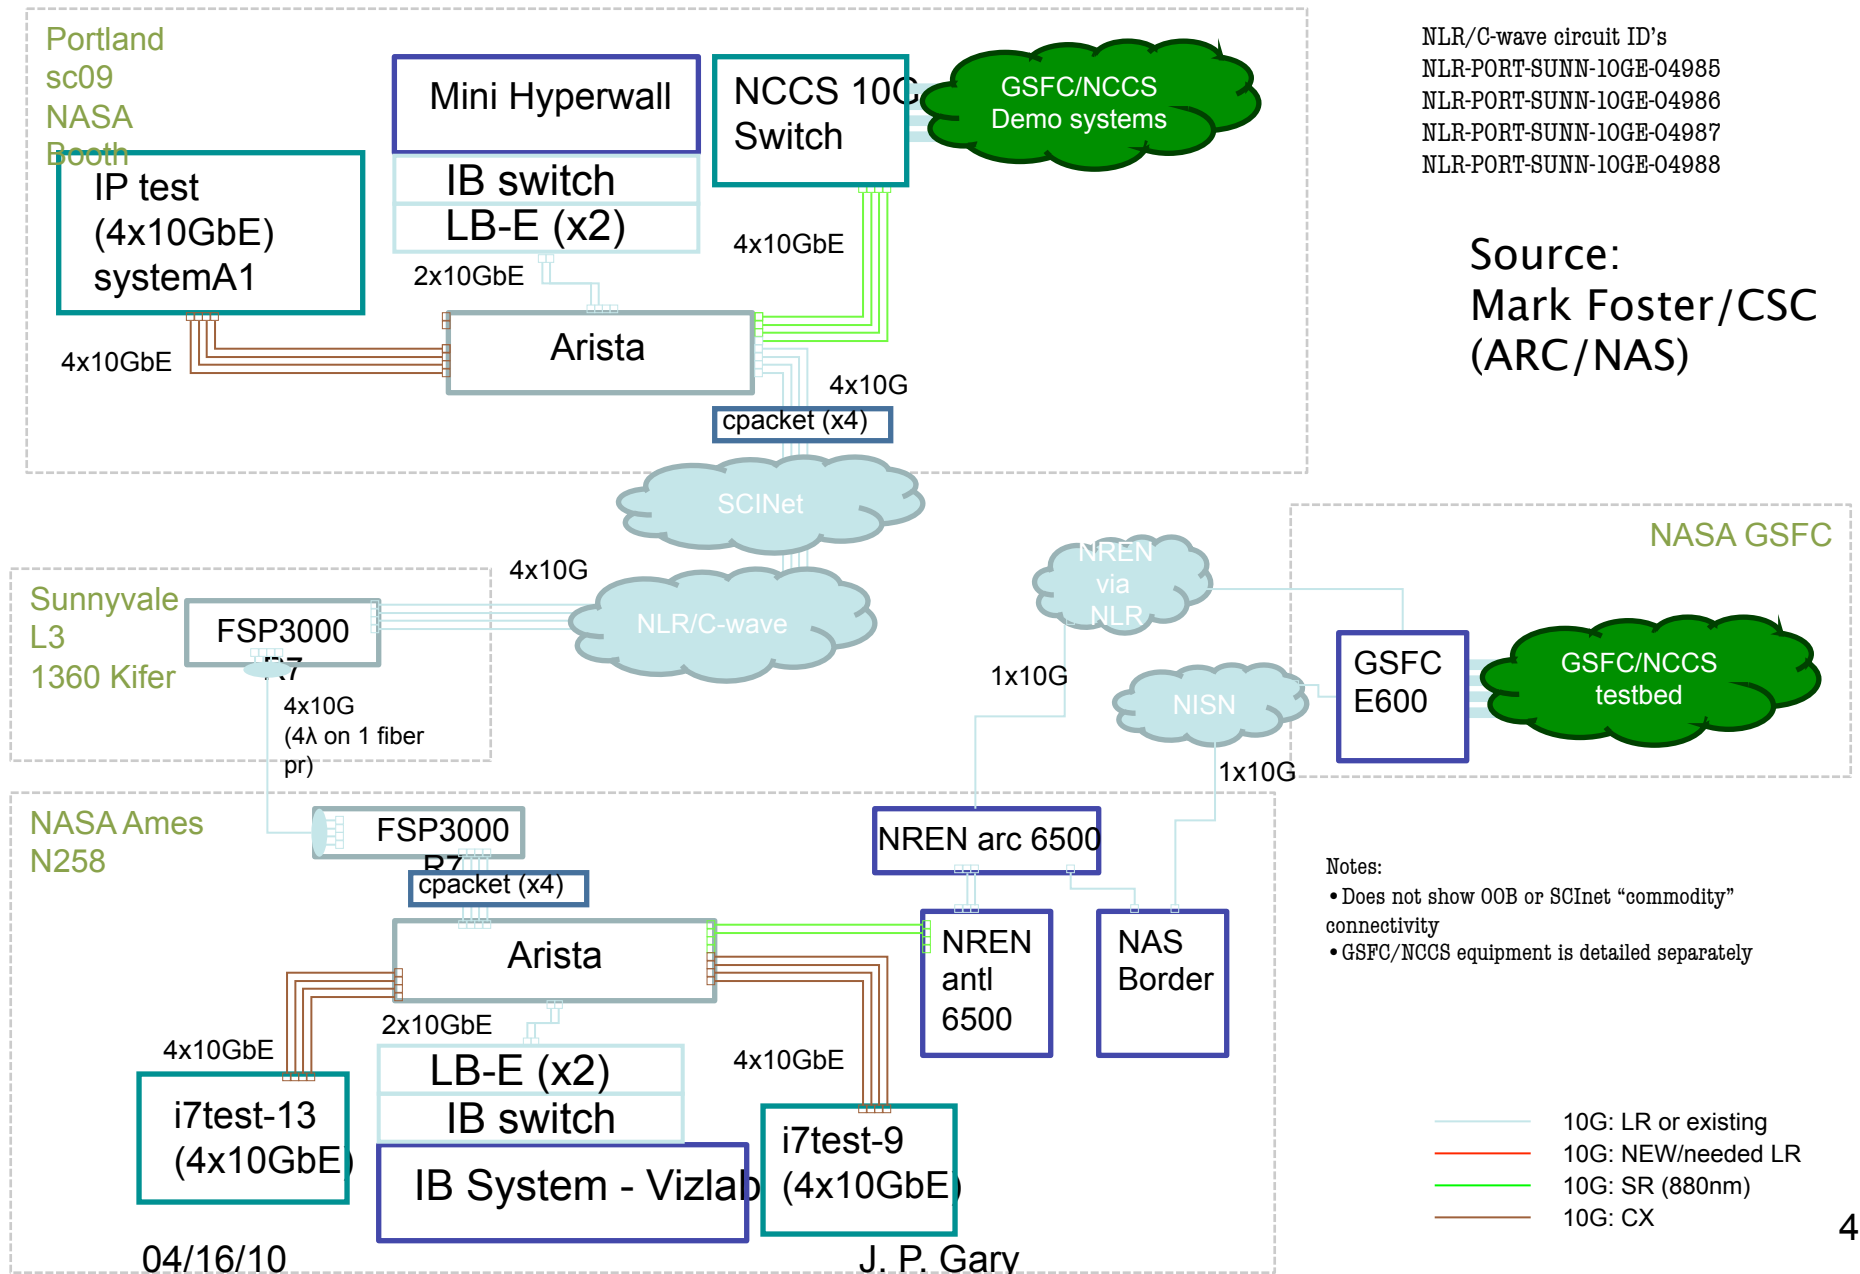 Portland
sc09
NASA
Booth
IP test
(4x10GbE)
systemA1
Mini Hyperwall
IB switch
LB-E (x2)
NCCS 10G
Switch
GSFC/NCCS
Demo systems
NLR/C-wave circuit ID’s
NLR-PORT-SUNN-10GE-04985
NLR-PORT-SUNN-10GE-04986
NLR-PORT-SUNN-10GE-04987
NLR-PORT-SUNN-10GE-04988
Source:
Mark Foster/CSC
(ARC/NAS)
4x10GbE
2x10GbE
4x10GbE
Arista
4x10G
cpacket (x4)
SCINet
4x10G
NLR/C-wave
Sunnyvale
L3
1360 Kifer
FSP3000
R7
4x10G
(4λ on 1 fiber
pr)
NREN
via
NLR
1x10G
NISN
1x10G
NASA GSFC
GSFC
E600
GSFC/NCCS
testbed
NASA Ames
N258
FSP3000
R7
cpacket (x4)
Arista
NREN arc 6500
NREN
antl
6500
NAS
Border
4x10GbE
2x10GbE
4x10GbE
LB-E (x2)
IB switch
IB System - Vizlab
i7test-13
(4x10GbE)
i7test-9
(4x10GbE)
Notes:
•Does not show OOB or SCInet “commodity”
connectivity
•GSFC/NCCS equipment is detailed separately
10G: LR or existing
10G: NEW/needed LR
10G: SR (880nm)
10G: CX
04/16/10
J. P. Gary
4